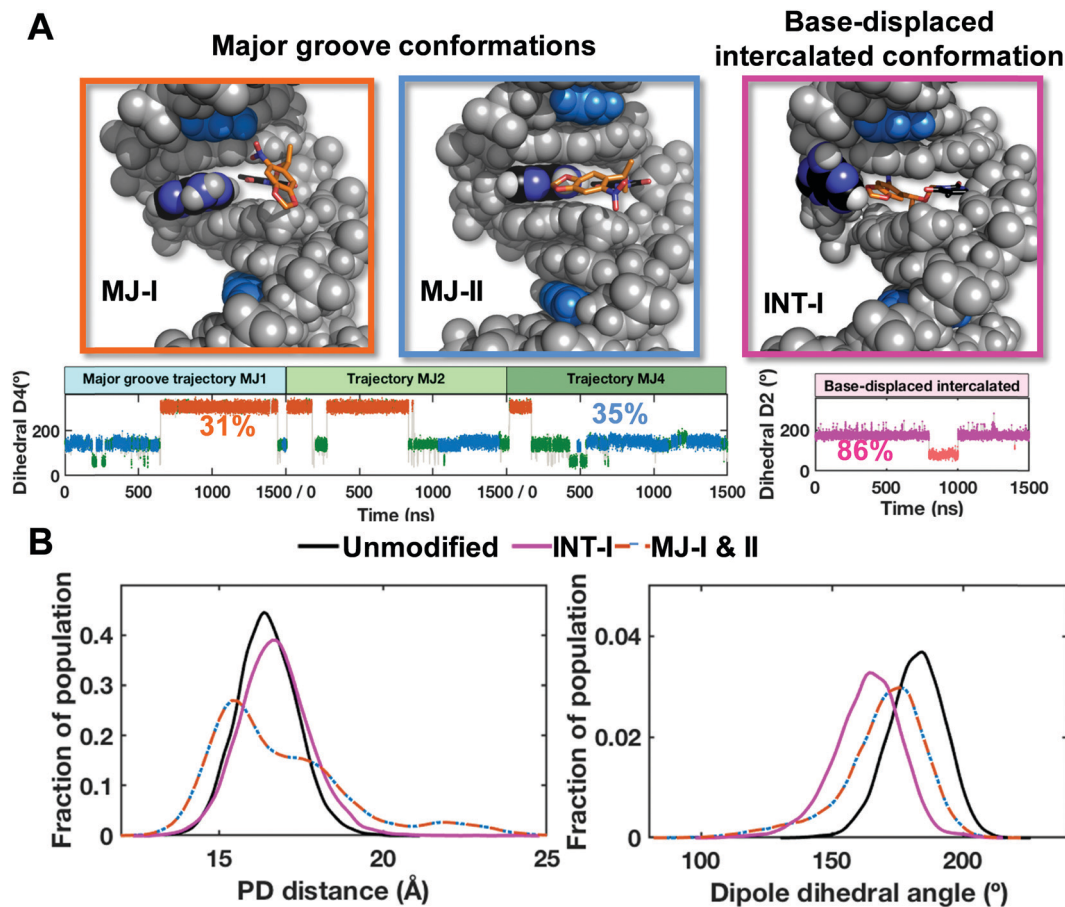 A
Major groove conformations
Base-displaced
intercalated conformation
MJ-I
MJ-II
INT-I
Major groove trajectory MJ1
Trajectory MJ2
Trajectory MJ4
Dihedral D4(º)
200
0
31%
35%
0 500 1000 1500 / 0 500 1000 1500 / 0 500 1000 1500
Time (ns)
Base-displaced intercalated
Dihedral D2 (º)
200
0
86%
0 500 1000 1500
Time (ns)
B
Unmodified INT-I MJ-I & II
Fraction of population
0.4
0.3
0.2
0.1
0
15 20 25
PD distance (Å)
Fraction of population
0.04
0.02
0
100 150 200
Dipole dihedral angle (º)